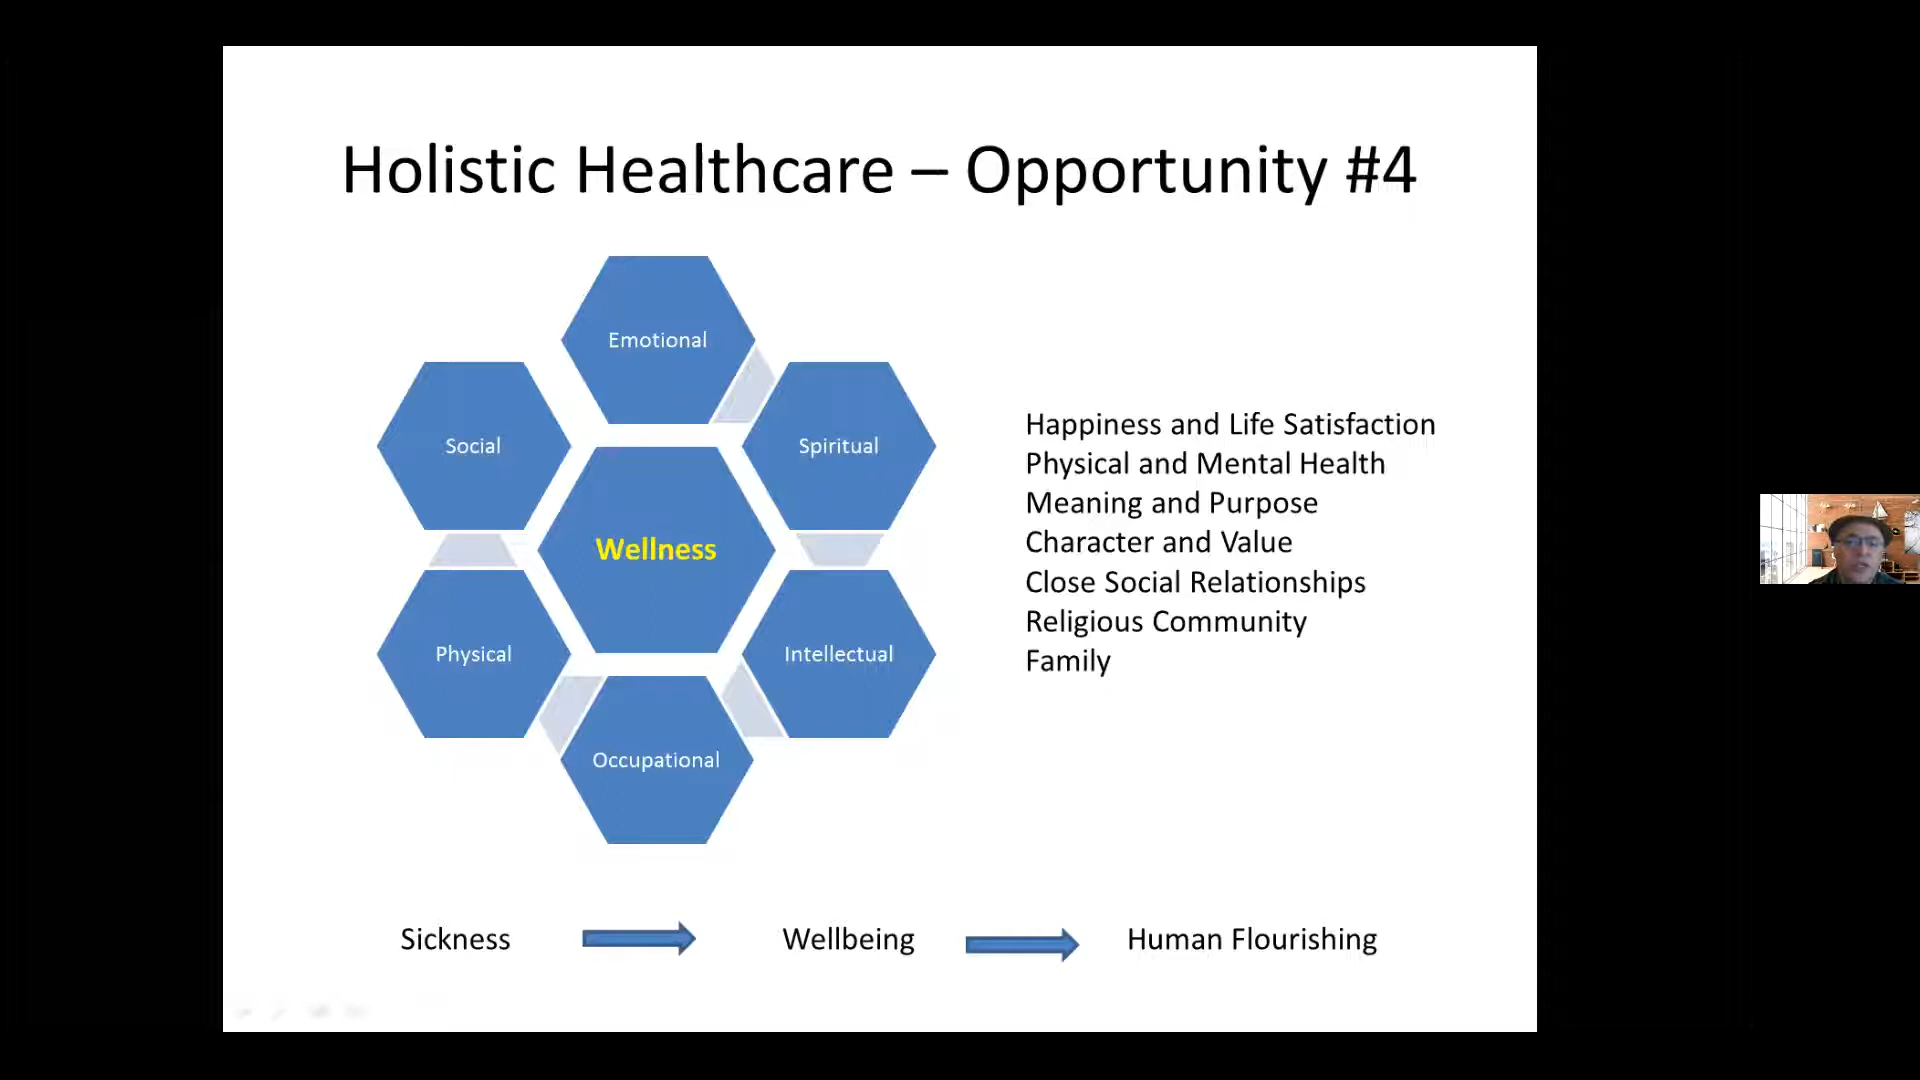 Holistic Healthcare – Opportunity #4
Emotional
Social
Spiritual
Wellness
Physical
Intellectual
Occupational
Happiness and Life Satisfaction
Physical and Mental Health
Meaning and Purpose
Character and Value
Close Social Relationships
Religious Community
Family
Sickness
Wellbeing
Human Flourishing